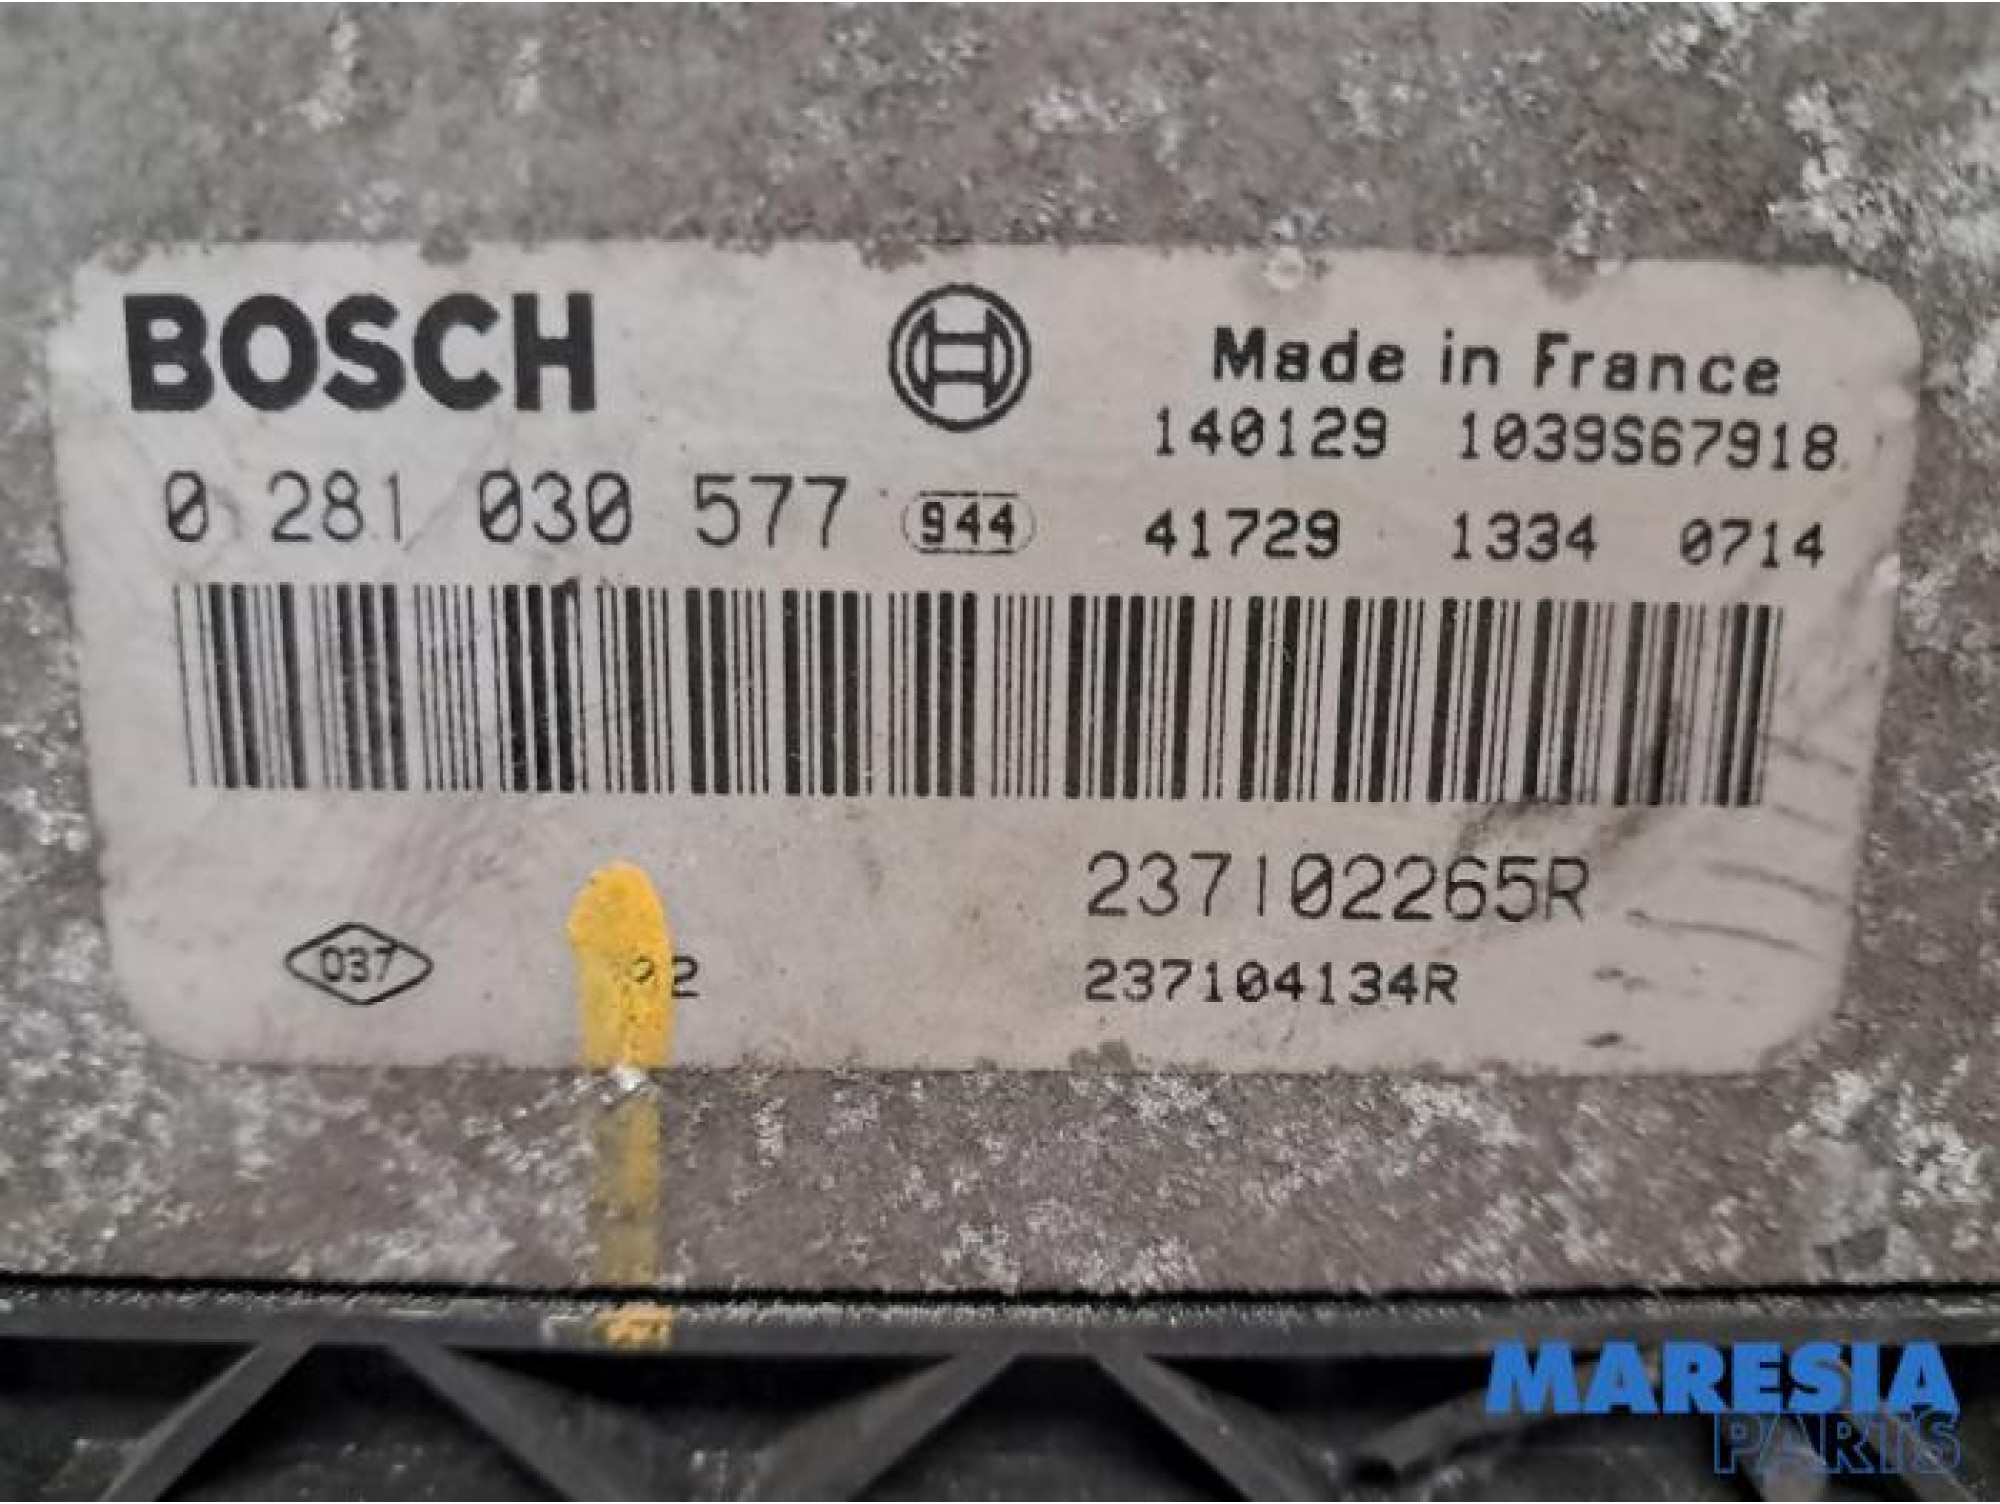 BOSCH
Made in France
140129 1039S67918
0 281 030 577 944 41729 1334 0714
237102265R
037 22 237104134R
MARESIA
PARTS